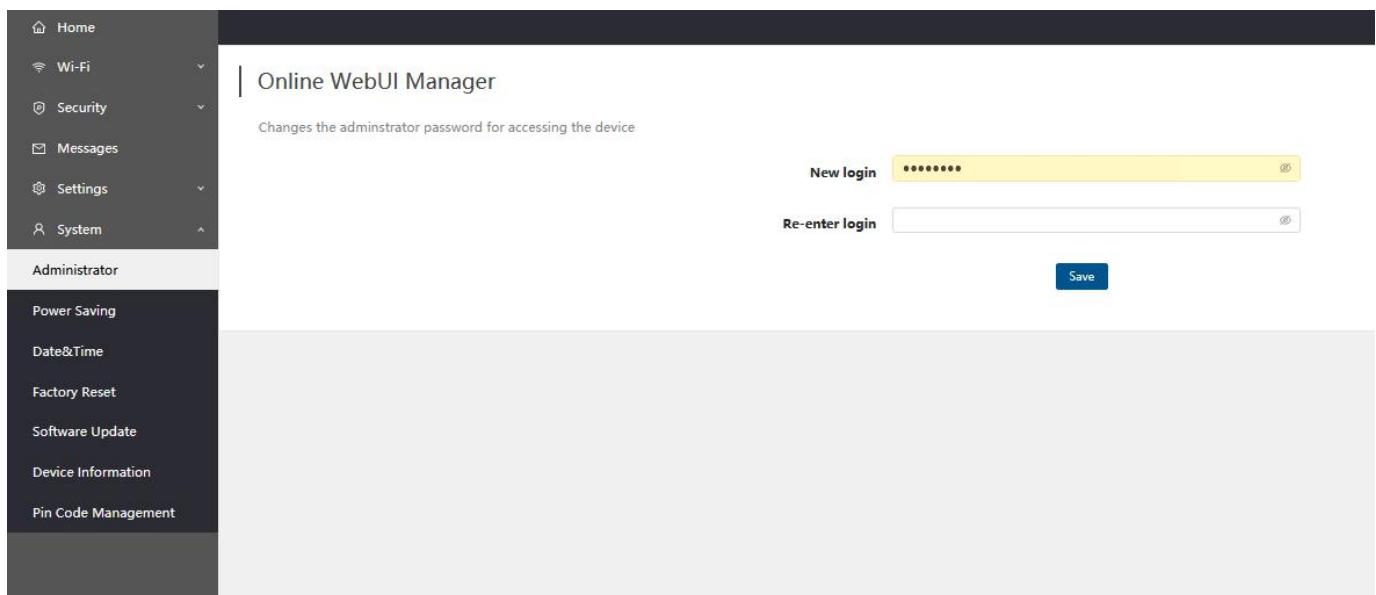 Home
Wi-Fi
Security
Messages
Settings
System
Administrator
Power Saving
Date&Time
Factory Reset
Software Update
Device Information
Pin Code Management
Online WebUI Manager
Changes the adminstrator password for accessing the device
New login ••••••••
Re-enter login
Save